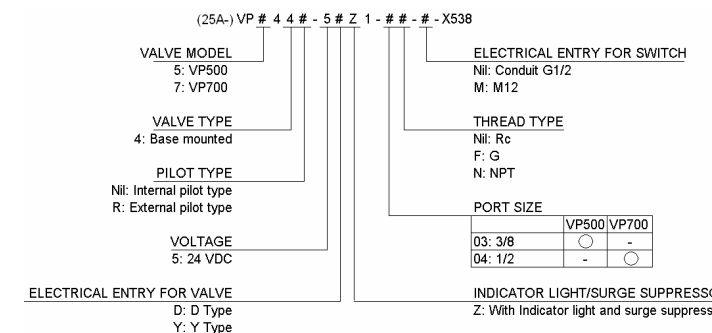 (25A-) VP # 4 4 # - 5 # Z 1 - # # - # - X538
VALVE MODEL
5: VP500
7: VP700
VALVE TYPE
4: Base mounted
PILOT TYPE
Nil: Internal pilot type
R: External pilot type
VOLTAGE
5: 24 VDC
ELECTRICAL ENTRY FOR VALVE
D: D Type
Y: Y Type
ELECTRICAL ENTRY FOR SWITCH
Nil: Conduit G1/2
M: M12
THREAD TYPE
Nil: Rc
F: G
N: NPT
PORT SIZE
VP500 VP700
03: 3/8 ○ -
04: 1/2 - ○
INDICATOR LIGHT/SURGE SUPPRESSO
Z: With Indicator light and surge suppress